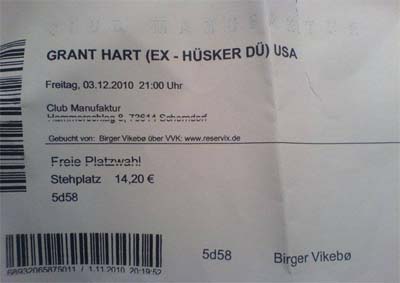 GRANT HART (EX - HÜSKER DÜ) USA
Freitag, 03.12.2010 21:00 Uhr
Club Manufaktur
Hammerschlag 8, 73614 Schorndorf
Gebucht von: Birger Vikebø über VVK: www.reservix.de
Freie Platzwahl
Stehplatz 14,20 €
5d58
5d58 Birger Vikebø
68932065875011 / 1.11.2010 20:19:52